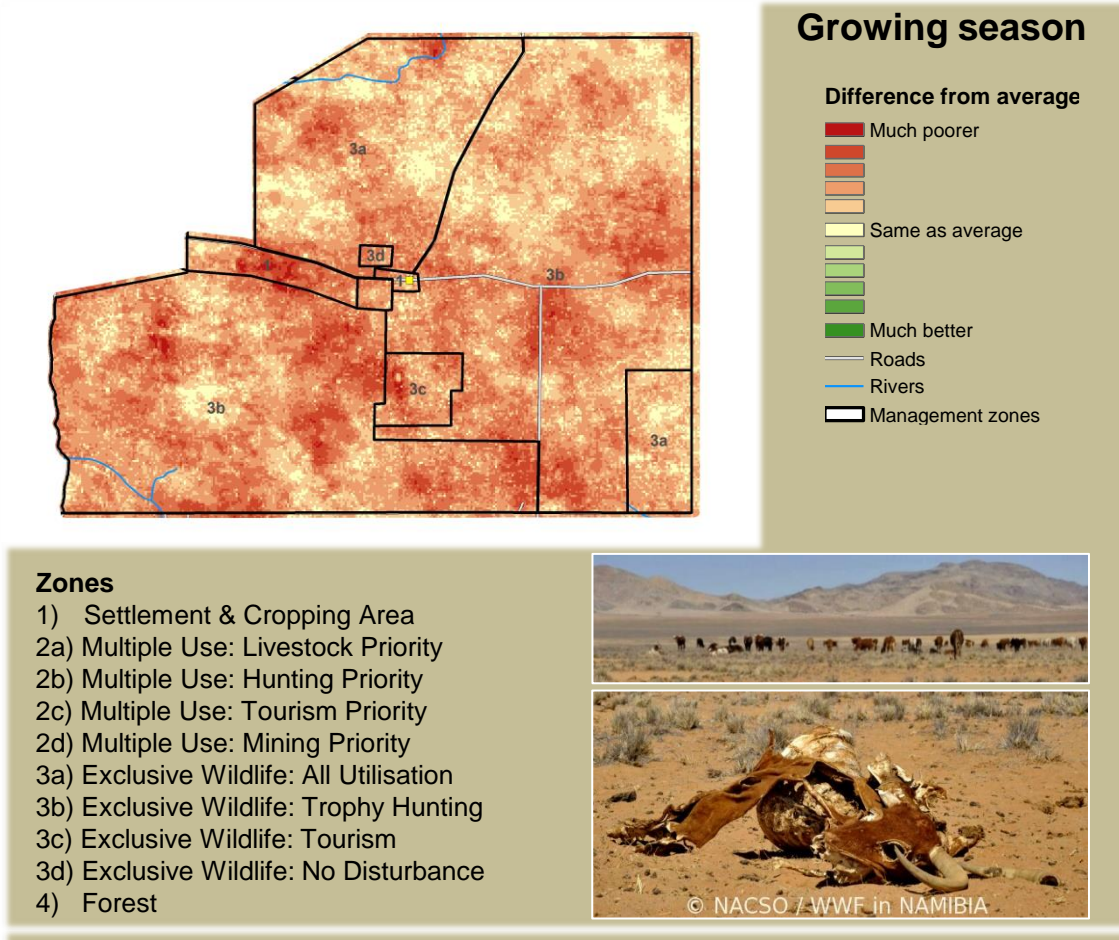 Growing season
Difference from average
Much poorer
Same as average
Much better
Roads
Rivers
Management zones
3a
3d
1
1
3b
3c
3b
3a
Zones
1) Settlement & Cropping Area
2a) Multiple Use: Livestock Priority
2b) Multiple Use: Hunting Priority
2c) Multiple Use: Tourism Priority
2d) Multiple Use: Mining Priority
3a) Exclusive Wildlife: All Utilisation
3b) Exclusive Wildlife: Trophy Hunting
3c) Exclusive Wildlife: Tourism
3d) Exclusive Wildlife: No Disturbance
4) Forest
© NACSO / WWF in NAMIBIA